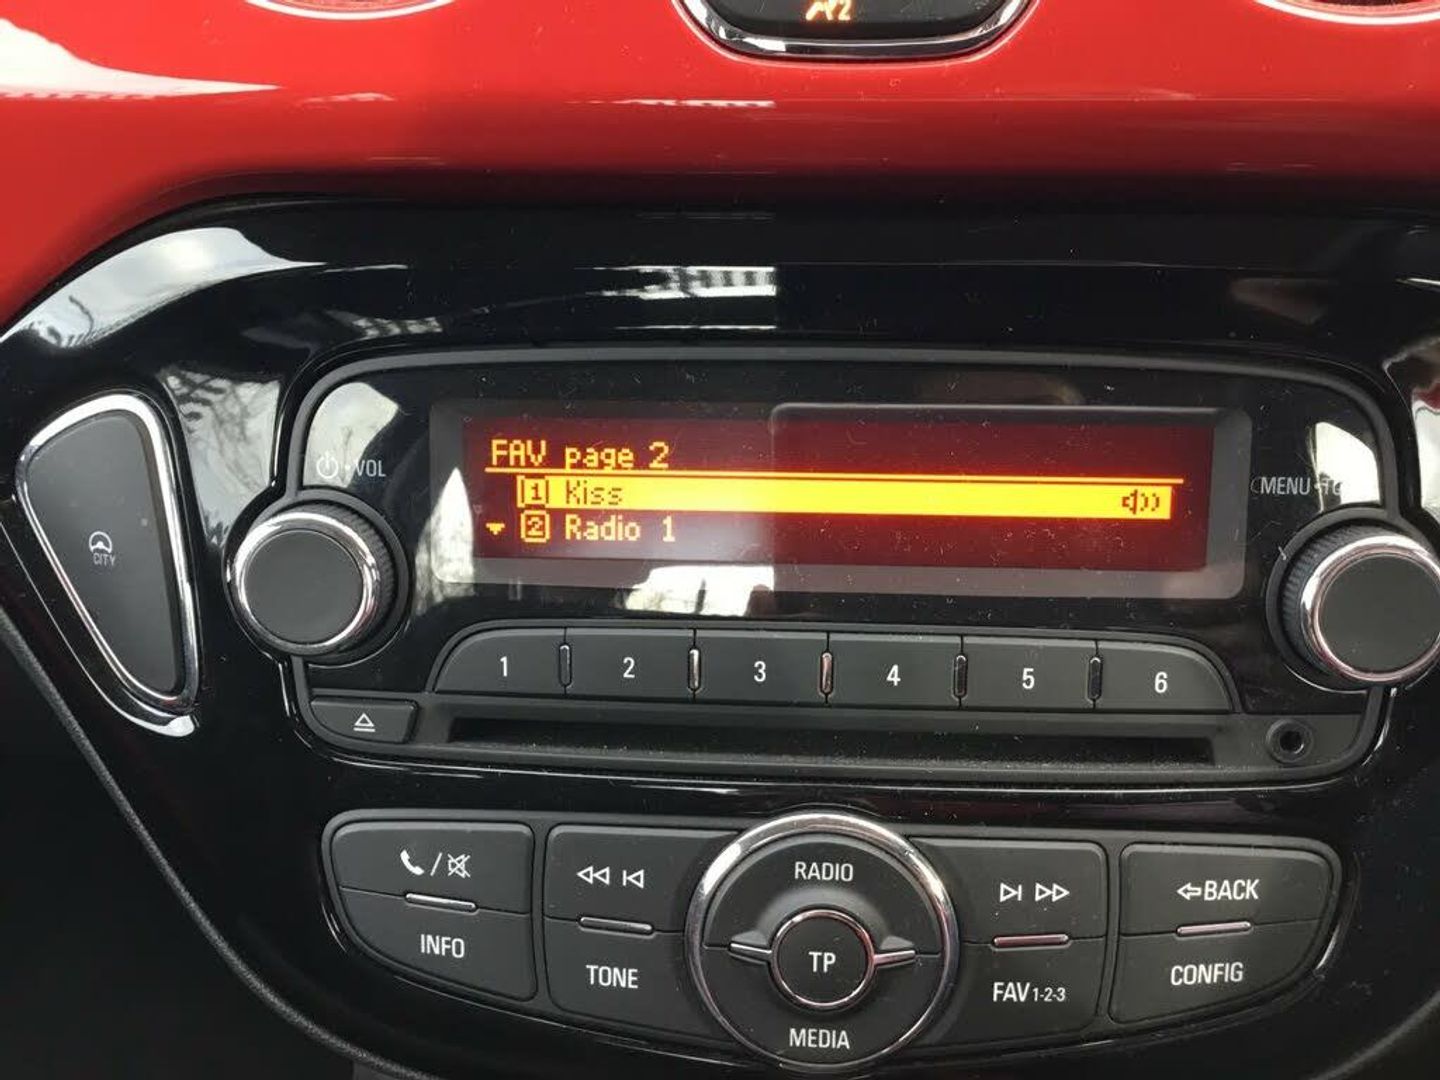 VOL
FAV page 2
1 Kiss
2 Radio 1
MENU
CITY
1 2 3 4 5 6
RADIO
BACK
INFO
TONE
TP
FAV 1-2-3
CONFIG
MEDIA